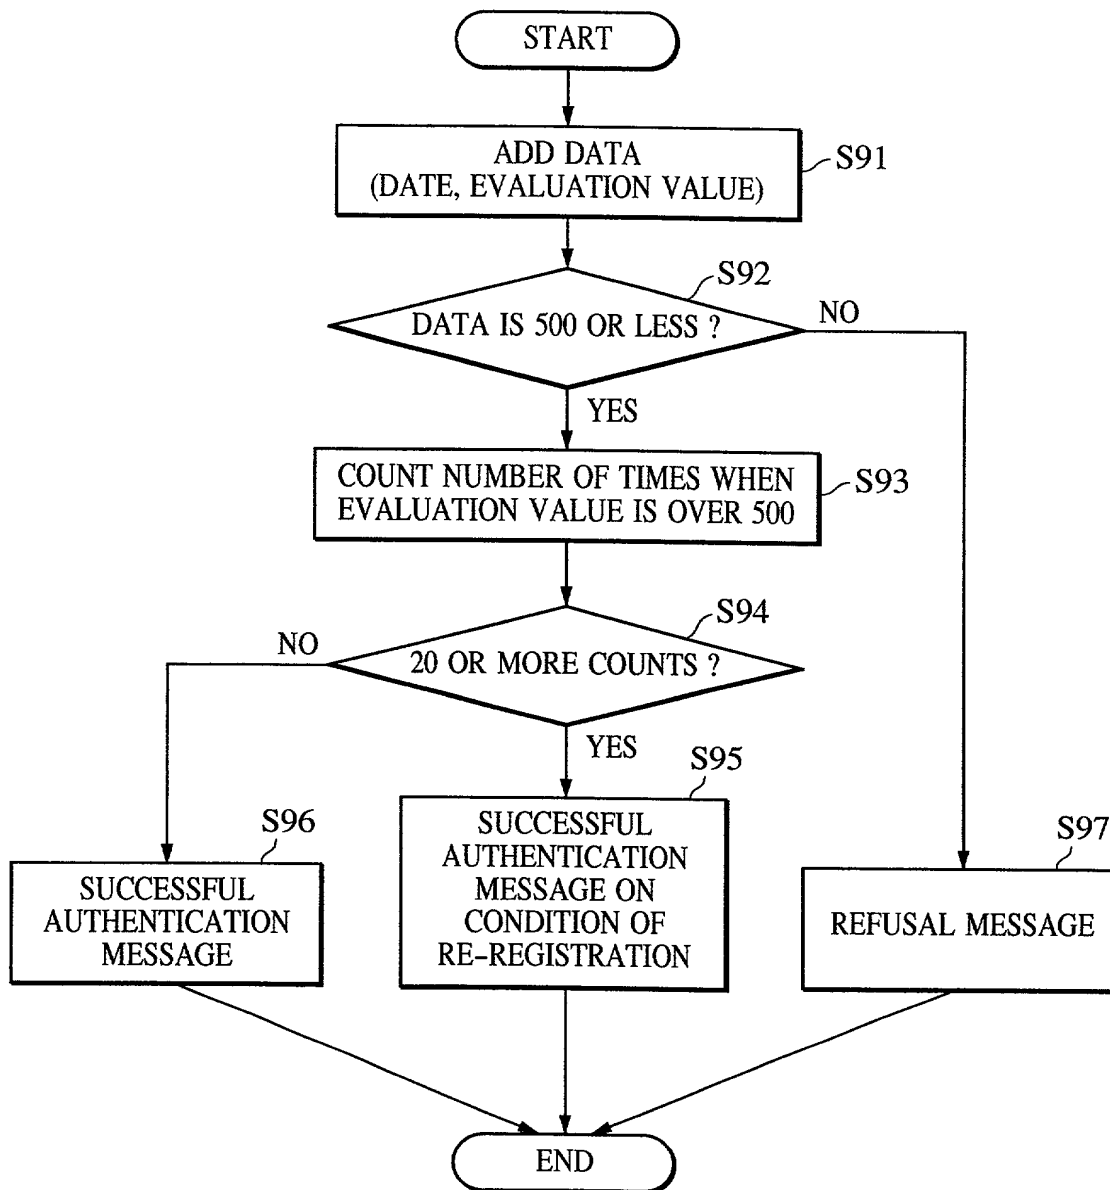 START
ADD DATA
(DATE, EVALUATION VALUE)
S91
S92
DATA IS 500 OR LESS ?
NO
YES
COUNT NUMBER OF TIMES WHEN
EVALUATION VALUE IS OVER 500
S93
S94
NO
20 OR MORE COUNTS ?
YES
S95
SUCCESSFUL
AUTHENTICATION
MESSAGE ON
CONDITION OF
RE-REGISTRATION
S96
SUCCESSFUL
AUTHENTICATION
MESSAGE
S97
REFUSAL MESSAGE
END